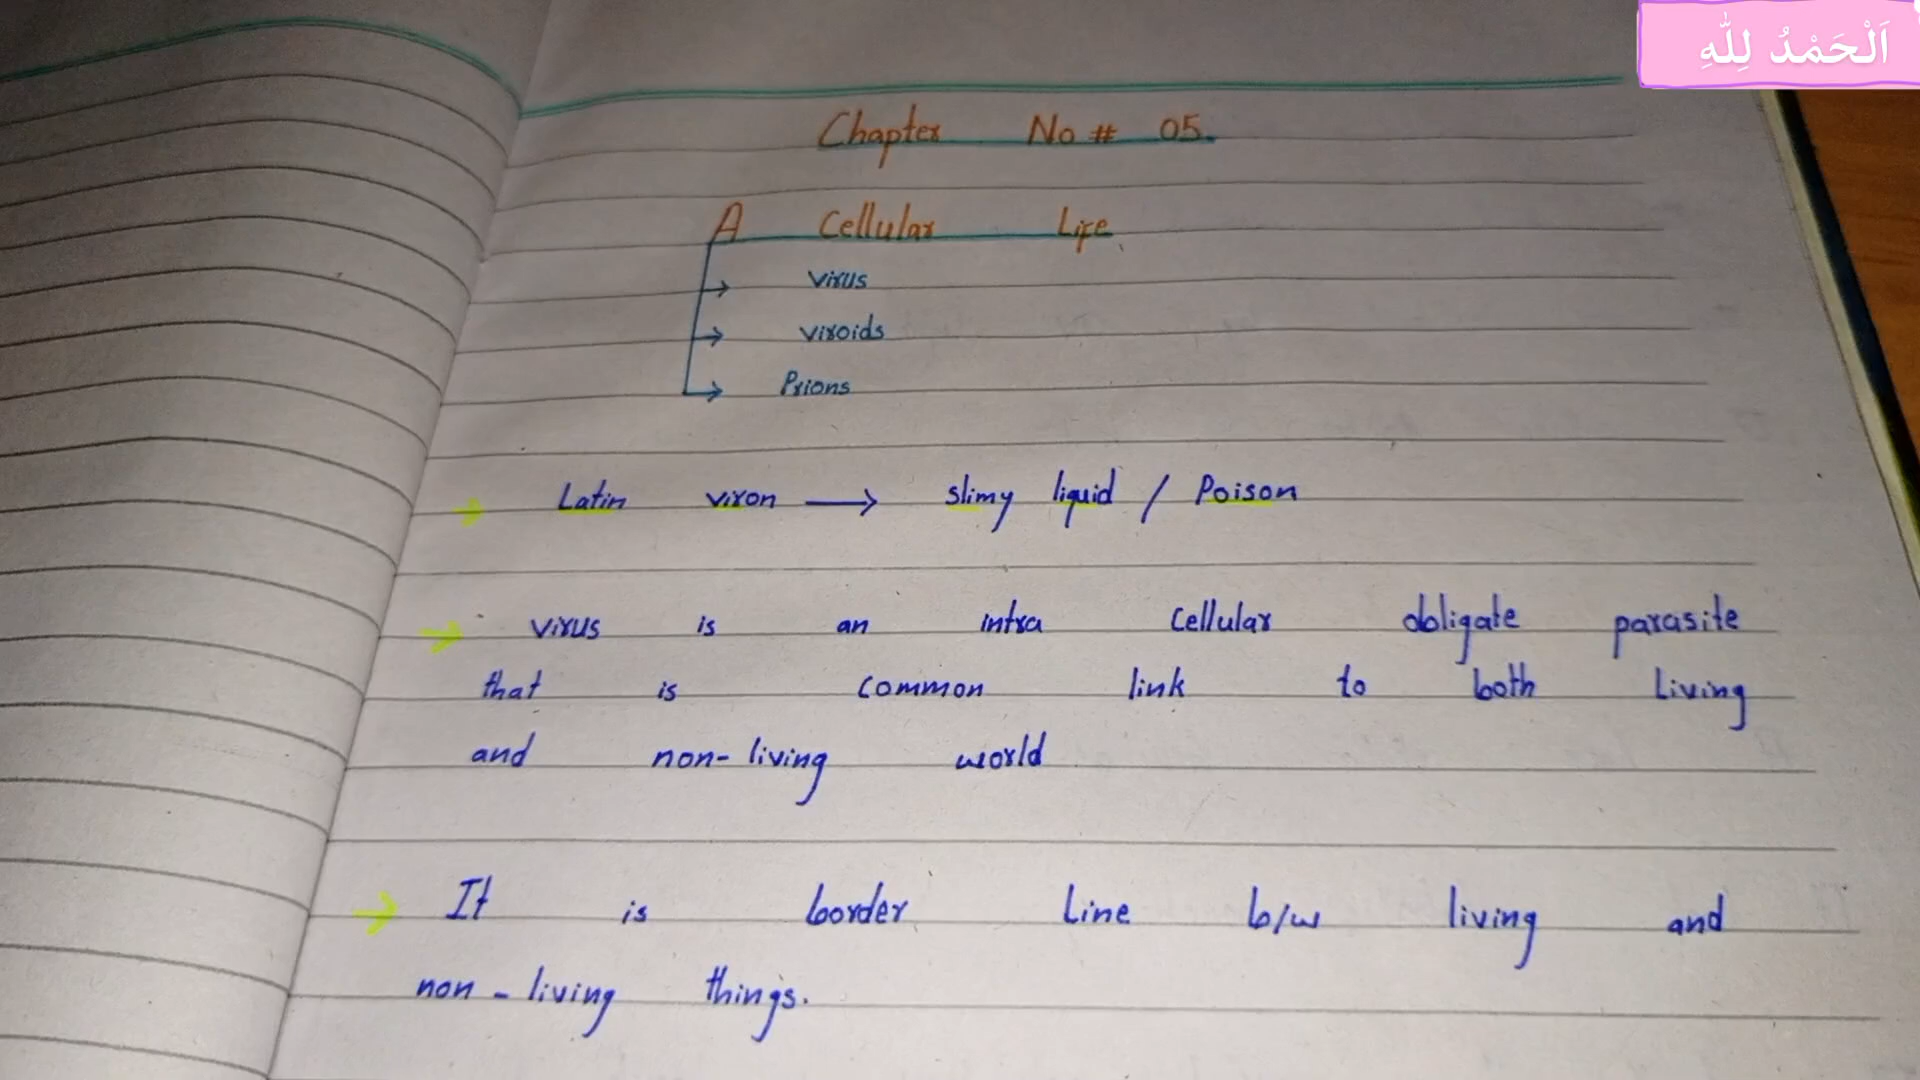 اَلْحَمْدُ لِلّٰهِ
Chapter No # 05.
A Cellular Life
→ virus
→ viroids
→ Prions
→ Latin viron → slimy liquid / Poison
→ virus is an intra cellular obligate parasite
that is common link to both living
and non-living world
→ It is border line b/w living and
non-living things.